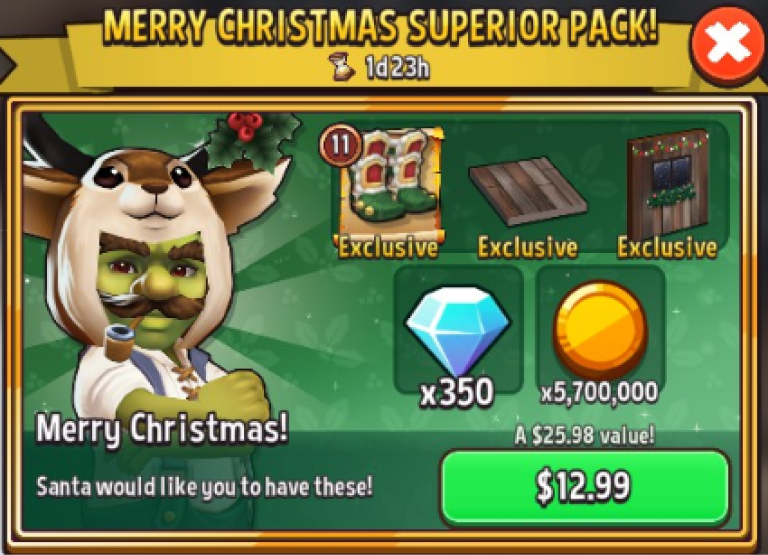 MERRY CHRISTMAS SUPERIOR PACK!
1d23h
11
Exclusive
Exclusive
Exclusive
x350
x5,700,000
A $25.98 value!
Merry Christmas!
Santa would like you to have these!
$12.99